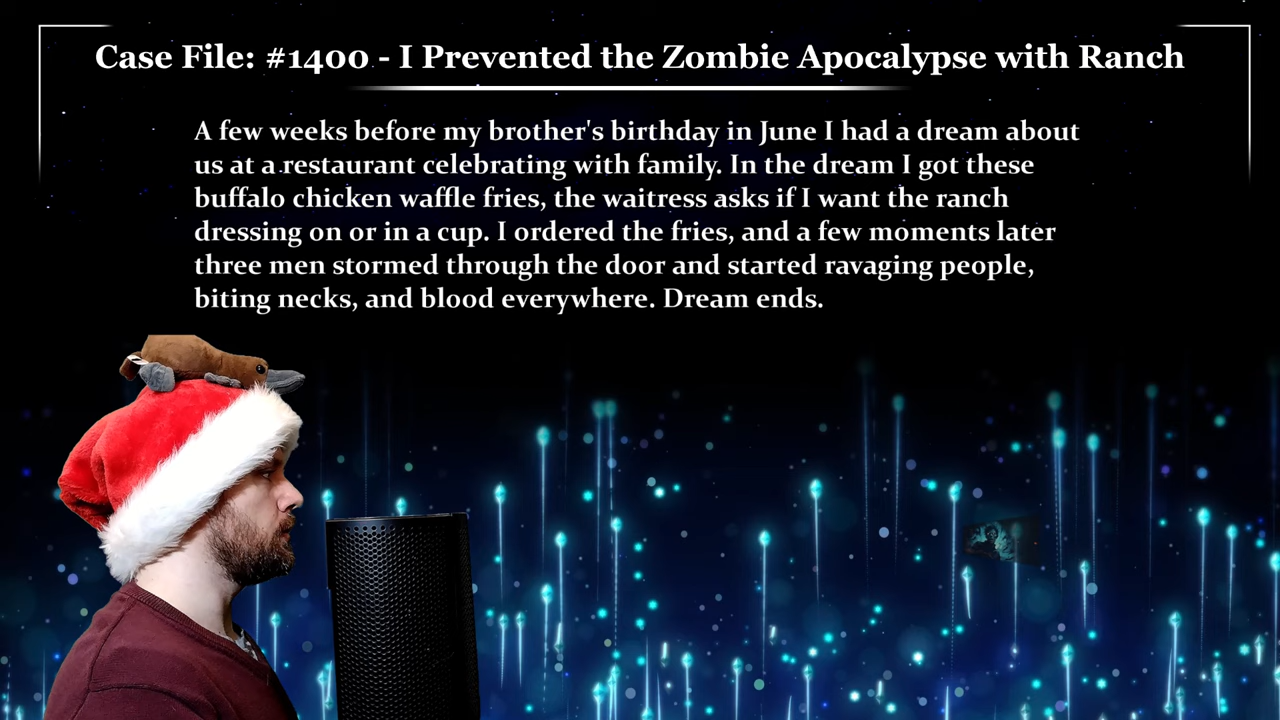 Case File: #1400 - I Prevented the Zombie Apocalypse with Ranch
A few weeks before my brother's birthday in June I had a dream about
us at a restaurant celebrating with family. In the dream I got these
buffalo chicken waffle fries, the waitress asks if I want the ranch
dressing on or in a cup. I ordered the fries, and a few moments later
three men stormed through the door and started ravaging people,
biting necks, and blood everywhere. Dream ends.